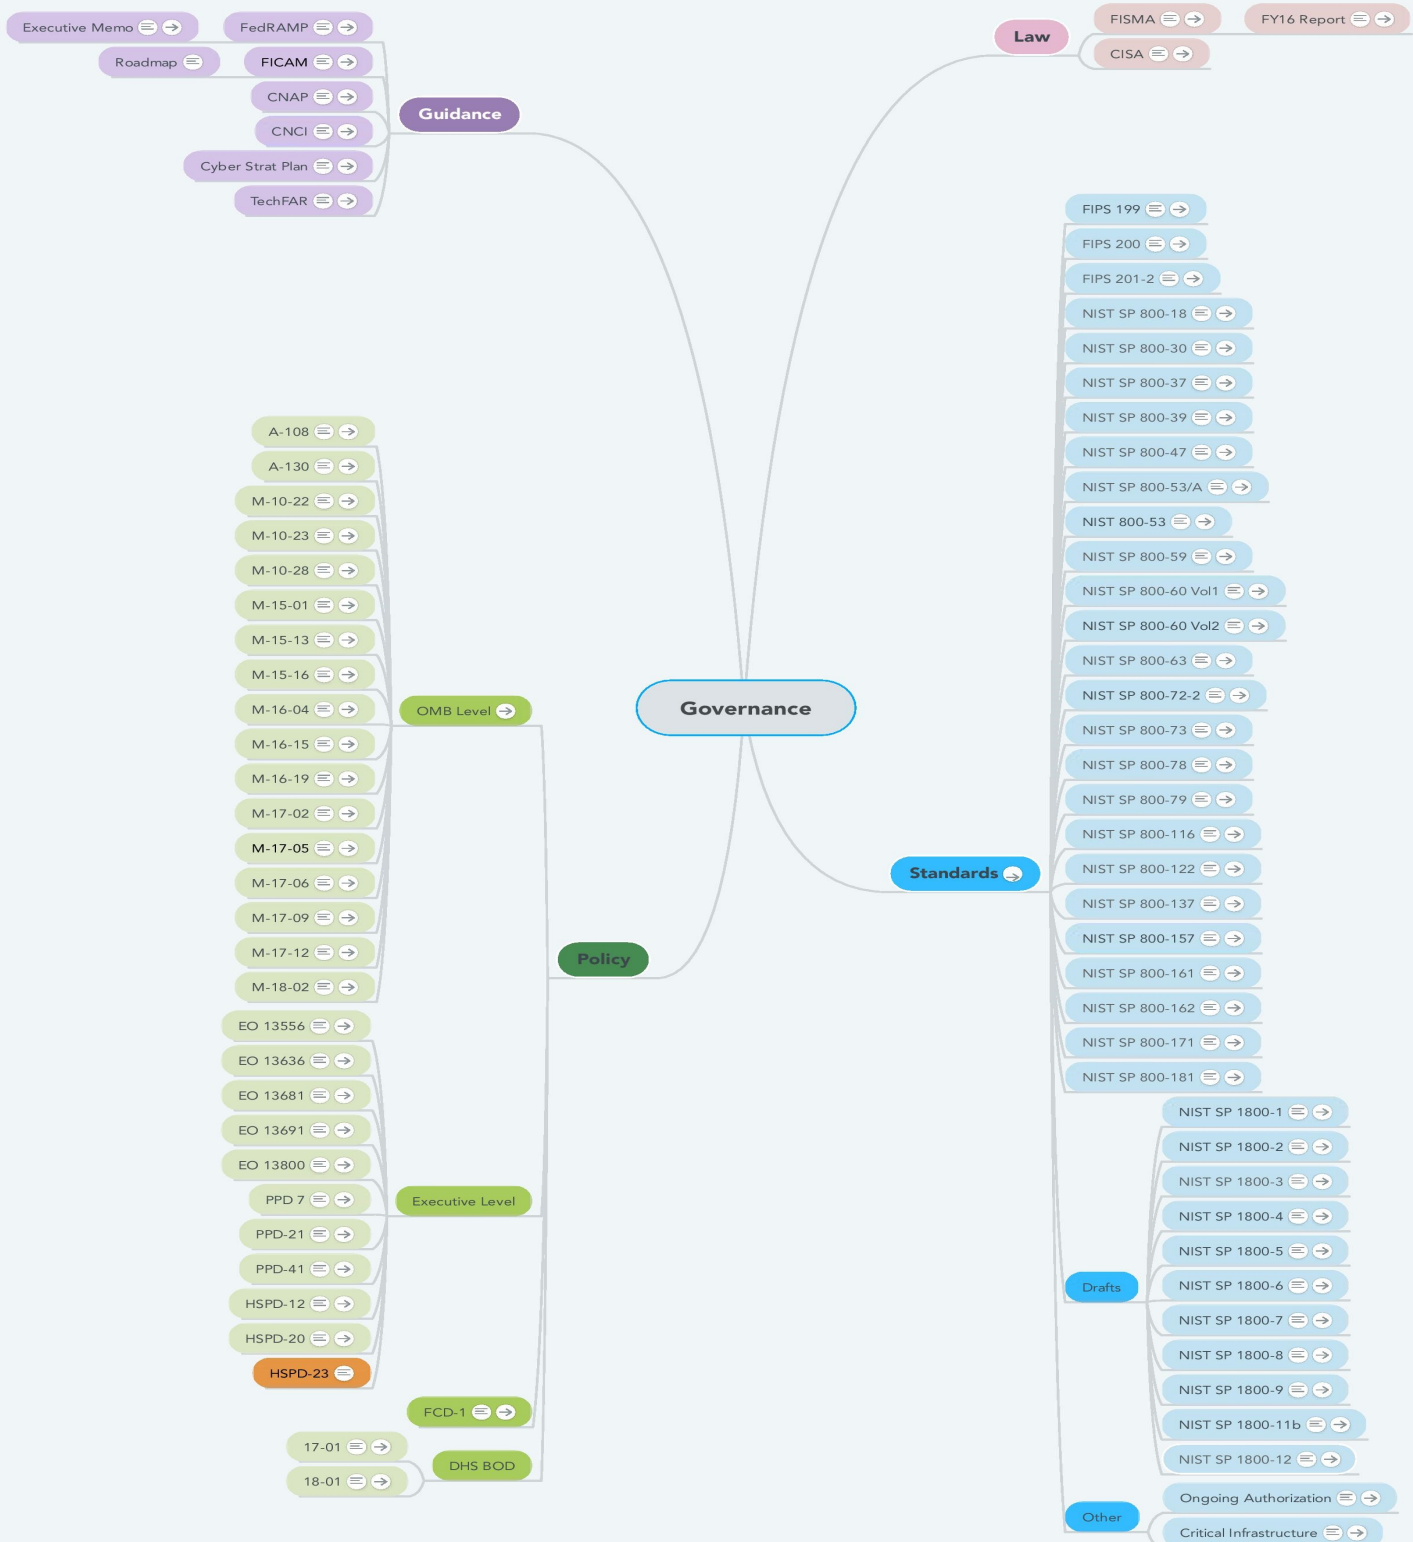 Governance
Guidance
FedRAMP
Executive Memo
FICAM
Roadmap
CNAP
CNCI
Cyber Strat Plan
TechFAR
Law
FISMA
FY16 Report
CISA
Policy
OMB Level
A-108
A-130
M-10-22
M-10-23
M-10-28
M-15-01
M-15-13
M-15-16
M-16-04
M-16-15
M-16-19
M-17-02
M-17-05
M-17-06
M-17-09
M-17-12
M-18-02
Executive Level
EO 13556
EO 13636
EO 13681
EO 13691
EO 13800
PPD 7
PPD-21
PPD-41
HSPD-12
HSPD-20
HSPD-23
FCD-1
DHS BOD
17-01
18-01
Standards
FIPS 199
FIPS 200
FIPS 201-2
NIST SP 800-18
NIST SP 800-30
NIST SP 800-37
NIST SP 800-39
NIST SP 800-47
NIST SP 800-53/A
NIST 800-53
NIST SP 800-59
NIST SP 800-60 Vol1
NIST SP 800-60 Vol2
NIST SP 800-63
NIST SP 800-72-2
NIST SP 800-73
NIST SP 800-78
NIST SP 800-79
NIST SP 800-116
NIST SP 800-122
NIST SP 800-137
NIST SP 800-157
NIST SP 800-161
NIST SP 800-162
NIST SP 800-171
NIST SP 800-181
Drafts
NIST SP 1800-1
NIST SP 1800-2
NIST SP 1800-3
NIST SP 1800-4
NIST SP 1800-5
NIST SP 1800-6
NIST SP 1800-7
NIST SP 1800-8
NIST SP 1800-9
NIST SP 1800-11b
NIST SP 1800-12
Other
Ongoing Authorization
Critical Infrastructure